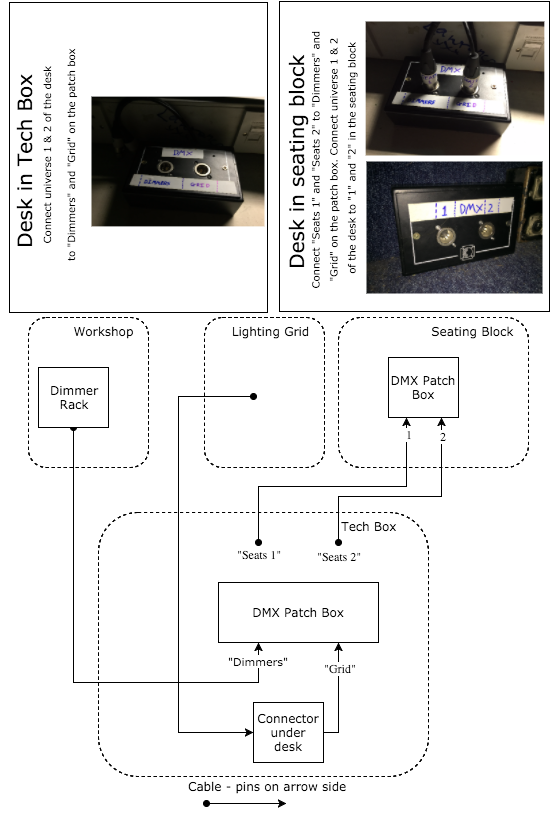 Desk in Tech Box
Connect universe 1 & 2 of the desk
to "Dimmers" and "Grid" on the patch box
DMX
DIMMERS GRID
Desk in seating block
Connect "Seats 1" and "Seats 2" to "Dimmers" and
"Grid" on the patch box. Connect universe 1 & 2
of the desk to "1" and "2" in the seating block
DMX
GRID
1 DMX 2
Workshop
Dimmer
Rack
Lighting Grid
Seating Block
DMX Patch
Box
1
2
Tech Box
"Seats 1"
"Seats 2"
DMX Patch Box
"Dimmers"
"Grid"
Connector
under
desk
Cable - pins on arrow side